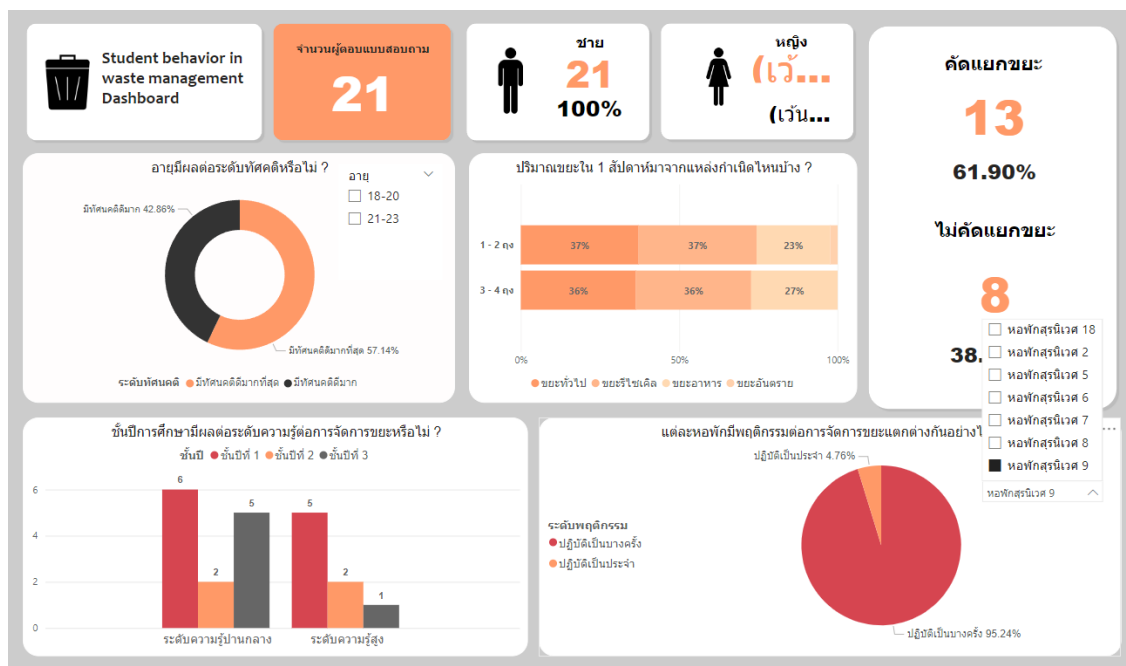 Student behavior in
waste management
Dashboard
จำนวนผู้ตอบแบบสอบถาม
21
ชาย
21
100%
หญิง
(เว้...
(เว้น...
คัดแยกขยะ
13
61.90%
ไม่คัดแยกขยะ
8
38.
อายุมีผลต่อระดับทัศคติหรือไม่ ?
อายุ
18-20
21-23
มีทัศนคติดีมาก 42.86%
มีทัศนคติดีมากที่สุด 57.14%
ระดับทัศนคติ มีทัศนคติดีมากที่สุด มีทัศนคติดีมาก
ปริมาณขยะใน 1 สัปดาห์มาจากแหล่งกำเนิดไหนบ้าง ?
1 - 2 ถุง 37% 37% 23%
3 - 4 ถุง 36% 36% 27%
0% 50% 100%
ขยะทั่วไป ขยะรีไซเคิล ขยะอาหาร ขยะอันตราย
หอพักสุรนิเวศ 18
หอพักสุรนิเวศ 2
หอพักสุรนิเวศ 5
หอพักสุรนิเวศ 6
หอพักสุรนิเวศ 7
หอพักสุรนิเวศ 8
หอพักสุรนิเวศ 9
หอพักสุรนิเวศ 9
ชั้นปีการศึกษามีผลต่อระดับความรู้ต่อการจัดการขยะหรือไม่ ?
ชั้นปี ชั้นปีที่ 1 ชั้นปีที่ 2 ชั้นปีที่ 3
6
4
2
0
6 2 5 5 2 1
ระดับความรู้ปานกลาง ระดับความรู้สูง
แต่ละหอพักมีพฤติกรรมต่อการจัดการขยะแตกต่างกันอย่างไ
ปฏิบัติเป็นประจำ 4.76%
ระดับพฤติกรรม
ปฏิบัติเป็นบางครั้ง
ปฏิบัติเป็นประจำ
ปฏิบัติเป็นบางครั้ง 95.24%